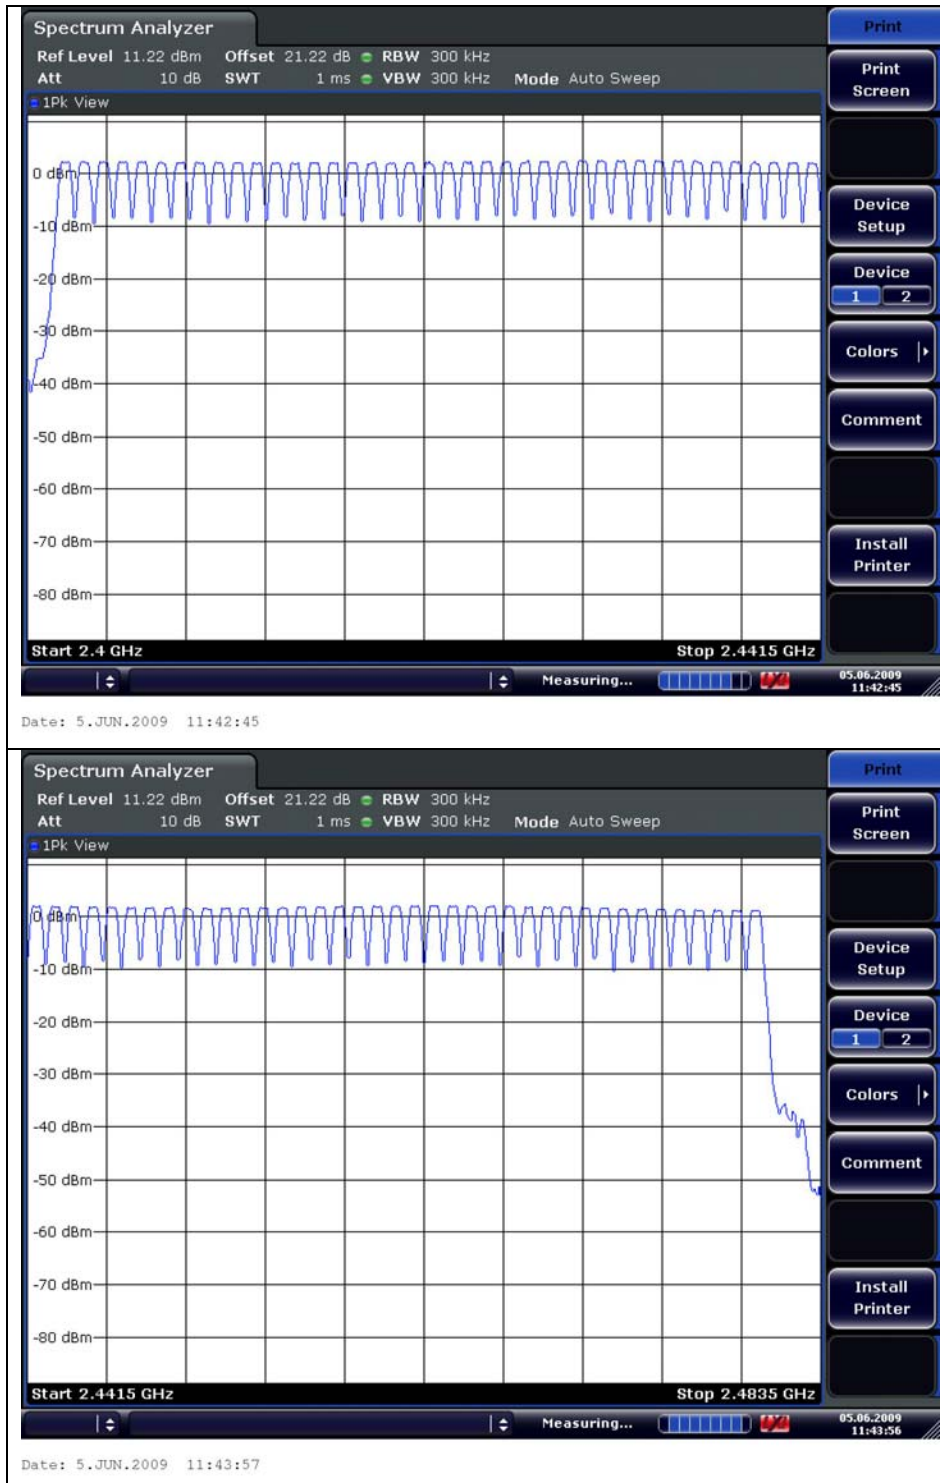 Spectrum Analyzer
Ref Level 11.22 dBm Offset 21.22 dB RBW 300 kHz
Att 10 dB SWT 1 ms VBW 300 kHz Mode Auto Sweep
1Pk View
0 dBm
-10 dBm
-20 dBm
-30 dBm
-40 dBm
-50 dBm
-60 dBm
-70 dBm
-80 dBm
Start 2.4 GHz Stop 2.4415 GHz
Measuring...
05.06.2009
11:42:45
Print
Print
Screen
Device
Setup
Device
1 2
Colors
Comment
Install
Printer
Date: 5.JUN.2009 11:42:45
Spectrum Analyzer
Ref Level 11.22 dBm Offset 21.22 dB RBW 300 kHz
Att 10 dB SWT 1 ms VBW 300 kHz Mode Auto Sweep
1Pk View
0 dBm
-10 dBm
-20 dBm
-30 dBm
-40 dBm
-50 dBm
-60 dBm
-70 dBm
-80 dBm
Start 2.4415 GHz Stop 2.4835 GHz
Measuring...
05.06.2009
11:43:56
Print
Print
Screen
Device
Setup
Device
1 2
Colors
Comment
Install
Printer
Date: 5.JUN.2009 11:43:57